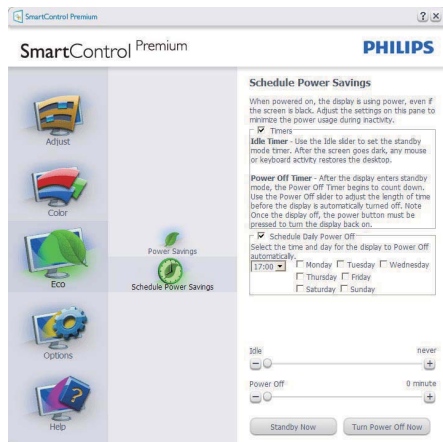 SmartControl Premium
? ×
SmartControl Premium
PHILIPS
Adjust
Color
Eco
Options
Help
Power Savings
Schedule Power Savings
Schedule Power Savings
When powered on, the display is using power, even if
the screen is black. Adjust the settings on this pane to
minimize the power usage during inactivity.
Timers
Idle Timer - Use the Idle slider to set the standby
mode timer. After the screen goes dark, any mouse
or keyboard activity restores the desktop.
Power Off Timer - After the display enters standby
mode, the Power Off Timer begins to count down.
Use the Power Off slider to adjust the length of time
before the display is automatically turned off. Note
Once the display off, the power button must be
pressed to turn the display back on.
Schedule Daily Power Off
Select the time and day for the display to Power Off
automatically.
17:00 Monday Tuesday Wednesday
Thursday Friday
Saturday Sunday
Idle never
Power Off 0 minute
Standby Now Turn Power Off Now